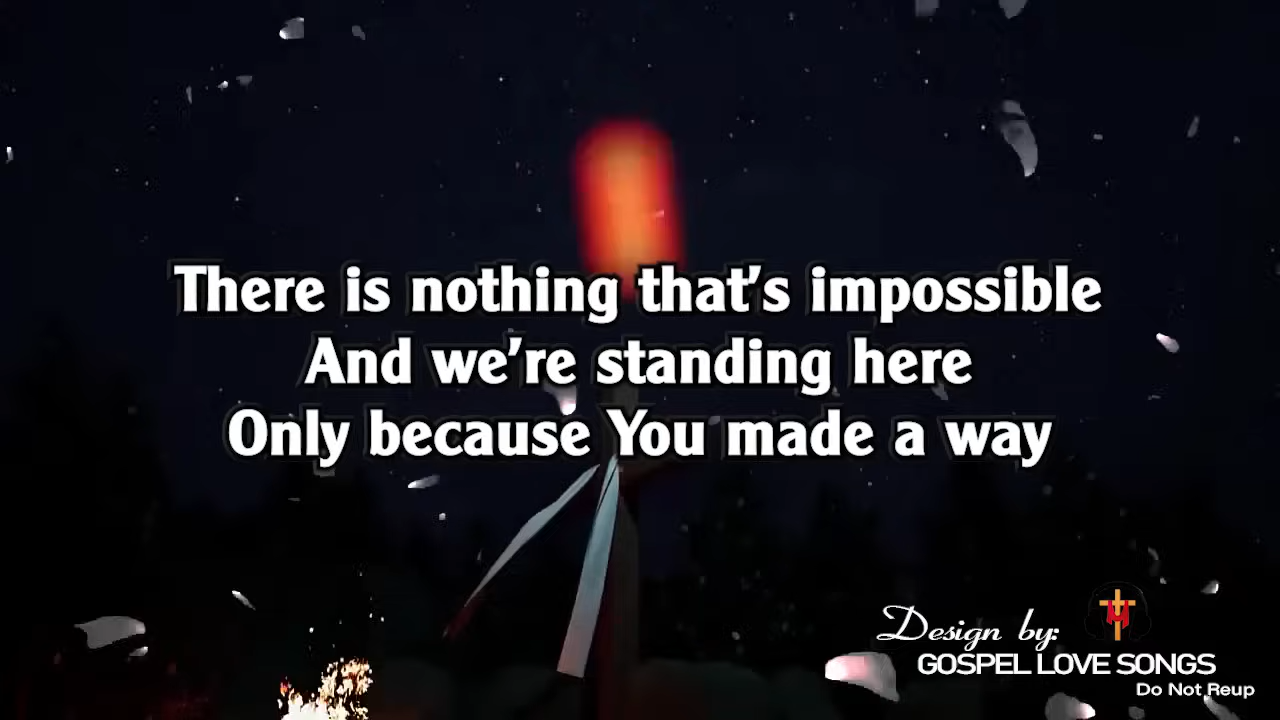 There is nothing that's impossible
And we're standing here
Only because You made a way
Design by:
GOSPEL LOVE SONGS
Do Not Reup